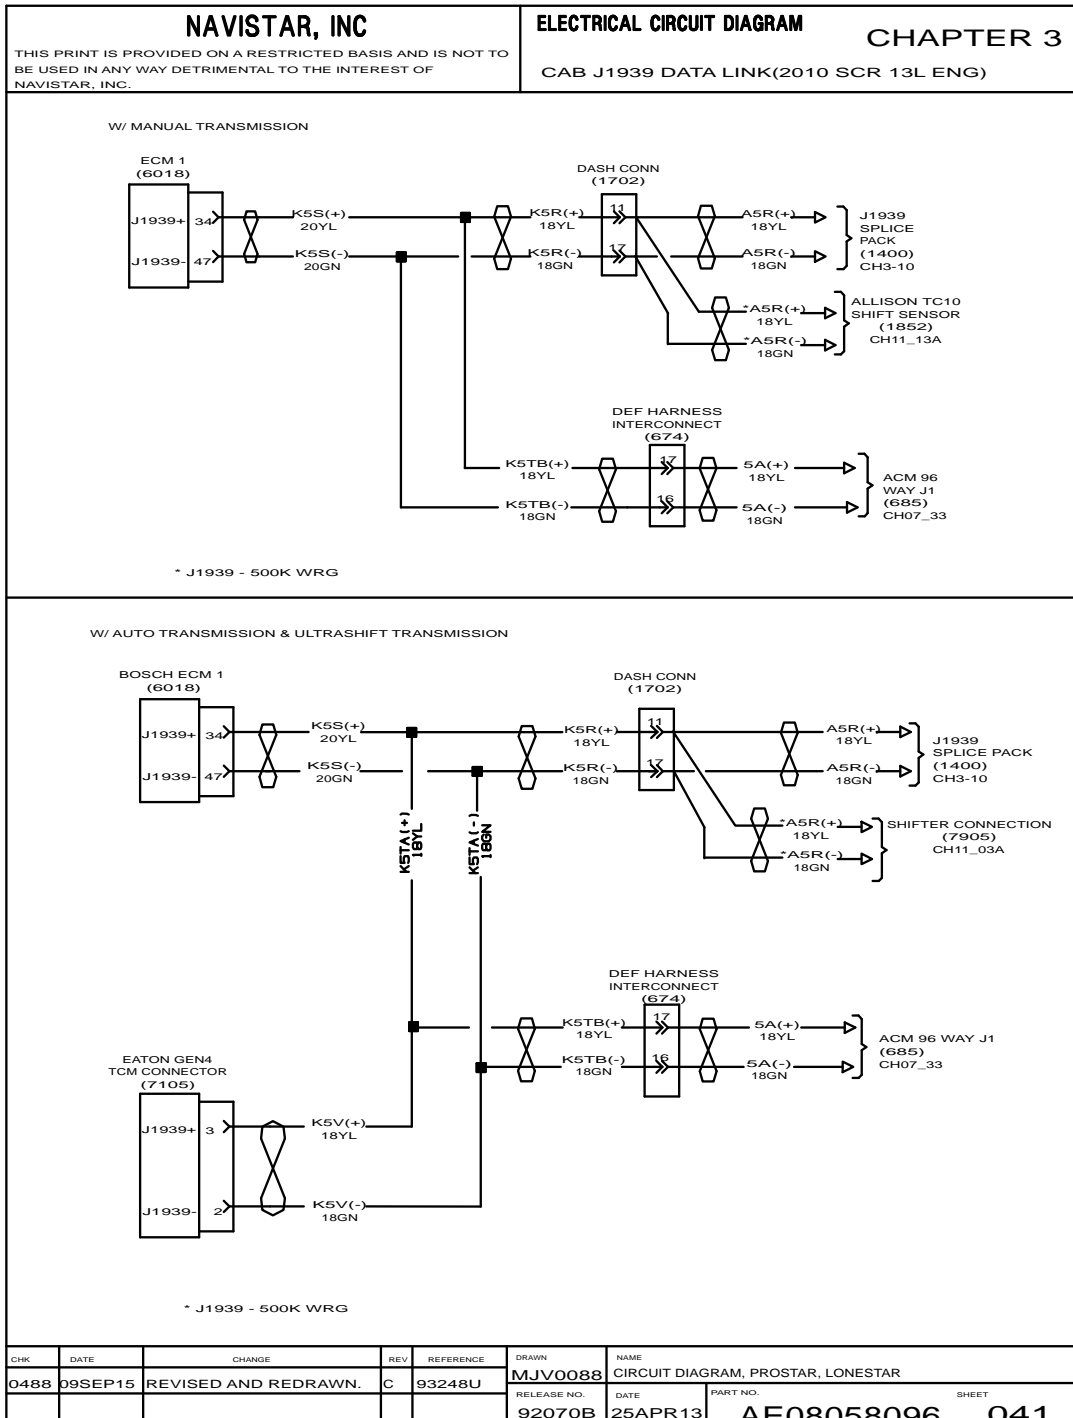 NAVISTAR, INC
THIS PRINT IS PROVIDED ON A RESTRICTED BASIS AND IS NOT TO
BE USED IN ANY WAY DETRIMENTAL TO THE INTEREST OF
NAVISTAR, INC.
ELECTRICAL CIRCUIT DIAGRAM
CHAPTER 3
CAB J1939 DATA LINK(2010 SCR 13L ENG)
W/ MANUAL TRANSMISSION
ECM 1
(6018)
J1939+ 34
J1939- 47
K5S(+)
20YL
K5S(-)
20GN
DASH CONN
(1702)
K5R(+)
18YL
11
K5R(-)
18GN
17
A5R(+)
18YL
A5R(-)
18GN
J1939
SPLICE
PACK
(1400)
CH3-10
*A5R(+)
18YL
*A5R(-)
18GN
ALLISON TC10
SHIFT SENSOR
(1852)
CH11_13A
DEF HARNESS
INTERCONNECT
(674)
K5TB(+)
18YL
17
K5TB(-)
18GN
16
5A(+)
18YL
5A(-)
18GN
ACM 96
WAY J1
(685)
CH07_33
* J1939 - 500K WRG
W/ AUTO TRANSMISSION & ULTRASHIFT TRANSMISSION
BOSCH ECM 1
(6018)
J1939+ 34
J1939- 47
K5S(+)
20YL
K5S(-)
20GN
DASH CONN
(1702)
K5R(+)
18YL
11
K5R(-)
18GN
17
A5R(+)
18YL
A5R(-)
18GN
J1939
SPLICE PACK
(1400)
CH3-10
K5TA(+)
18YL
K5TA(-)
18GN
*A5R(+)
18YL
*A5R(-)
18GN
SHIFTER CONNECTION
(7905)
CH11_03A
DEF HARNESS
INTERCONNECT
(674)
K5TB(+)
18YL
17
K5TB(-)
18GN
16
5A(+)
18YL
5A(-)
18GN
ACM 96 WAY J1
(685)
CH07_33
EATON GEN4
TCM CONNECTOR
(7105)
J1939+ 3
J1939- 2
K5V(+)
18YL
K5V(-)
18GN
* J1939 - 500K WRG
CHK DATE CHANGE REV REFERENCE
0488 09SEP15 REVISED AND REDRAWN. C 93248U
DRAWN
MJV0088
NAME
CIRCUIT DIAGRAM, PROSTAR, LONESTAR
RELEASE NO.
92070B
DATE
25APR13
PART NO.
AE08058096
SHEET
041